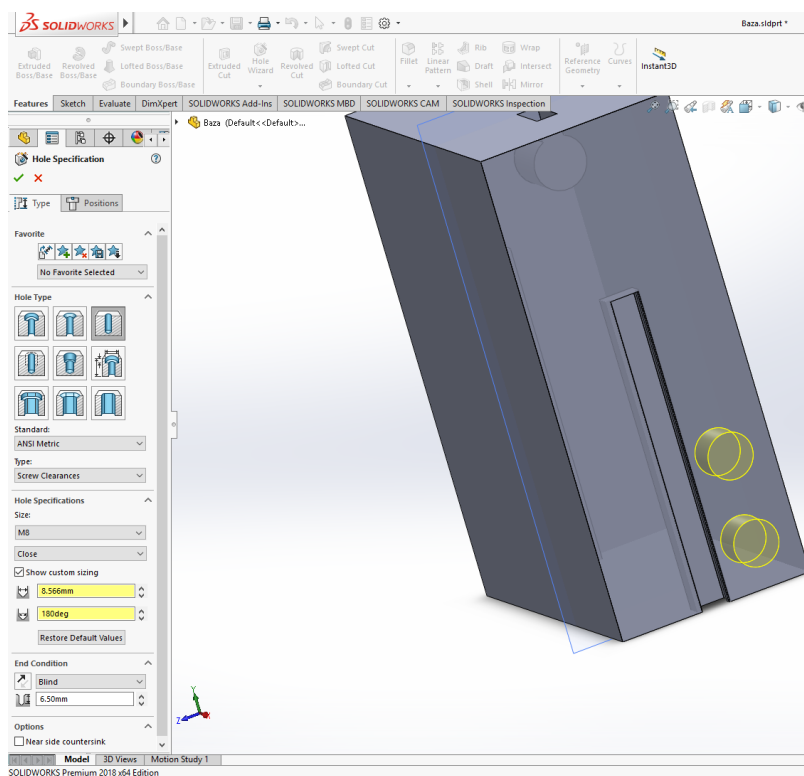 SOLIDWORKS
Baza.sldprt *
Extruded Boss/Base
Revolved Boss/Base
Swept Boss/Base
Lofted Boss/Base
Boundary Boss/Base
Extruded Cut
Hole Wizard
Revolved Cut
Swept Cut
Lofted Cut
Boundary Cut
Fillet
Linear Pattern
Rib
Draft
Shell
Wrap
Intersect
Mirror
Reference Geometry
Curves
Instant3D
Features Sketch Evaluate DimXpert SOLIDWORKS Add-Ins SOLIDWORKS MBD SOLIDWORKS CAM SOLIDWORKS Inspection
Baza (Default<<Default>...
Hole Specification
Type Positions
Favorite
No Favorite Selected
Hole Type
Standard:
ANSI Metric
Type:
Screw Clearances
Hole Specifications
Size:
M8
Close
Show custom sizing
8.566mm
180deg
Restore Default Values
End Condition
Blind
6.50mm
Options
Near side countersink
Y
Z
Model 3D Views Motion Study 1
SOLIDWORKS Premium 2018 x64 Edition